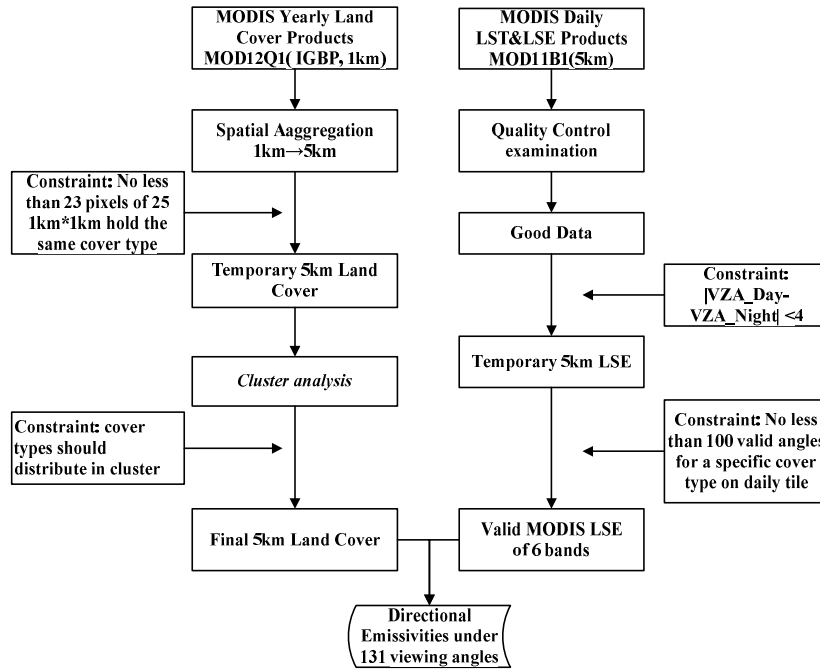 MODIS Yearly Land
Cover Products
MOD12Q1( IGBP, 1km)
MODIS Daily
LST&LSE Products
MOD11B1(5km)
Spatial Aaggregation
1km→5km
Quality Control
examination
Constraint: No less
than 23 pixels of 25
1km*1km hold the
same cover type
Good Data
Temporary 5km Land
Cover
Constraint:
|VZA_Day-
VZA_Night| <4
Cluster analysis
Temporary 5km LSE
Constraint: cover
types should
distribute in cluster
Constraint: No less
than 100 valid angles
for a specific cover
type on daily tile
Final 5km Land Cover
Valid MODIS LSE
of 6 bands
Directional
Emissivities under
131 viewing angles